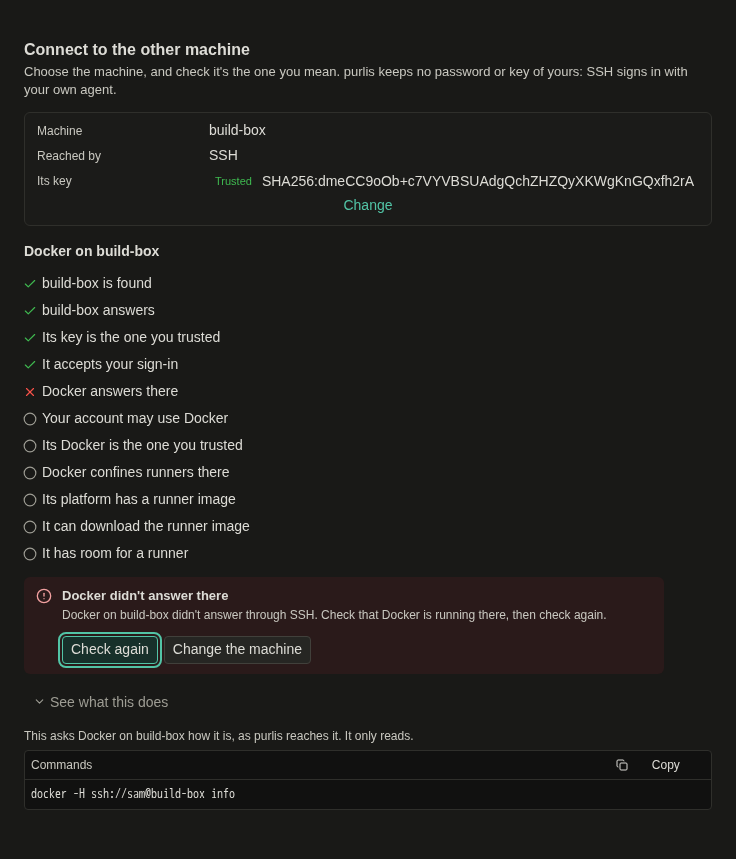 Connect to the other machine
Choose the machine, and check it's the one you mean. purlis keeps no password or key of yours: SSH signs in with
your own agent.
Machine build-box
Reached by SSH
Its key Trusted SHA256:dmeCC9oOb+c7VYVBSUAdgQchZHZQyXKWgKnGQxfh2rA
Change
Docker on build-box
build-box is found
build-box answers
Its key is the one you trusted
It accepts your sign-in
Docker answers there
Your account may use Docker
Its Docker is the one you trusted
Docker confines runners there
Its platform has a runner image
It can download the runner image
It has room for a runner
Docker didn't answer there
Docker on build-box didn't answer through SSH. Check that Docker is running there, then check again.
Check again Change the machine
See what this does
This asks Docker on build-box how it is, as purlis reaches it. It only reads.
Commands Copy
docker -H ssh://sam@build-box info